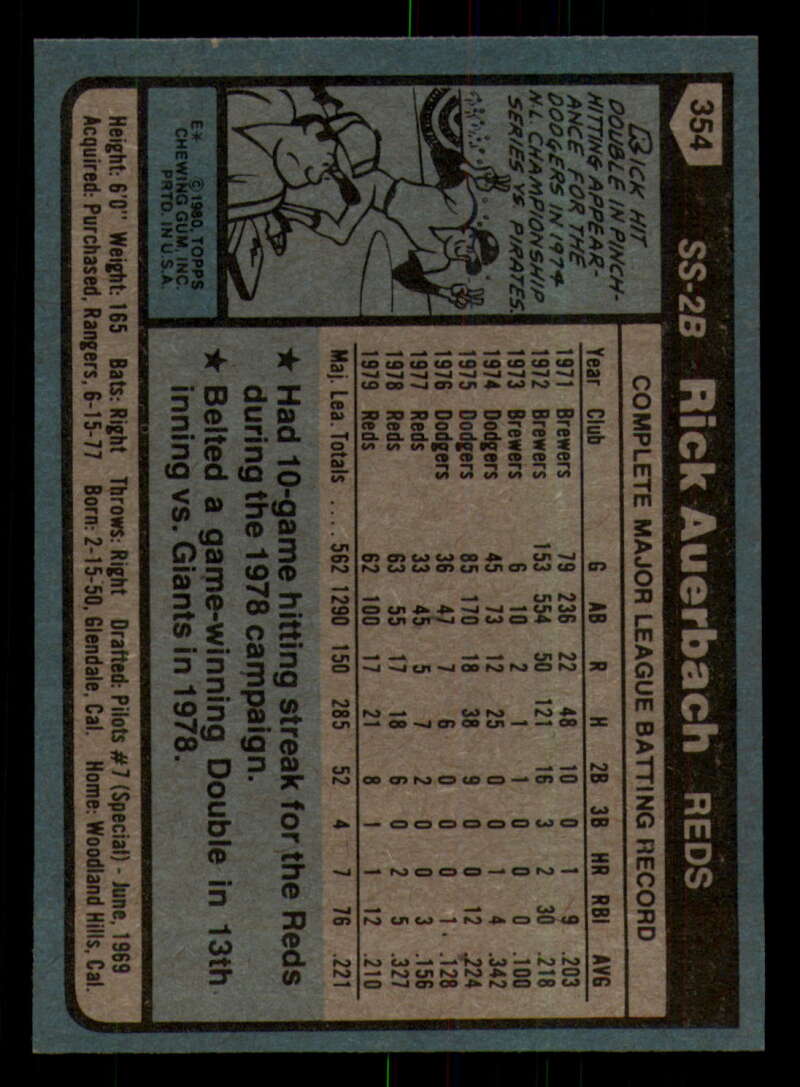 354
SS-2B Rick Auerbach REDS
RICK HIT
DOUBLE IN PINCH-
HITTING APPEAR-
ANCE FOR THE
DODGERS IN 1974
N.L. CHAMPIONSHIP
SERIES VS. PIRATES.
E* © 1980, TOPPS
CHEWING GUM, INC.
PRTD. IN U.S.A.
COMPLETE MAJOR LEAGUE BATTING RECORD
Year Club G AB R H 2B 3B HR RBI AVG
1971 Brewers 79 236 22 48 10 0 1 9 .203
1972 Brewers 153 554 50 121 16 3 2 30 .218
1973 Brewers 6 10 2 1 1 0 0 0 .100
1974 Dodgers 45 73 12 25 0 0 1 4 .342
1975 Dodgers 85 170 18 38 9 0 0 12 .224
1976 Dodgers 36 47 7 6 0 0 0 1 .128
1977 Reds 33 45 5 7 2 0 0 3 .156
1978 Reds 63 55 17 18 6 0 2 5 .327
1979 Reds 62 100 17 21 8 1 1 12 .210
Maj. Lea. Totals .... 562 1290 150 285 52 4 7 76 .221
★ Had 10-game hitting streak for the Reds
during the 1978 campaign.
★ Belted a game-winning Double in 13th
inning vs. Giants in 1978.
Height: 6'0" Weight: 165 Bats: Right Throws: Right Drafted: Pilots #7 (Special) - June, 1969
Acquired: Purchased, Rangers, 6-15-77 Born: 2-15-50, Glendale, Cal. Home: Woodland Hills, Cal.